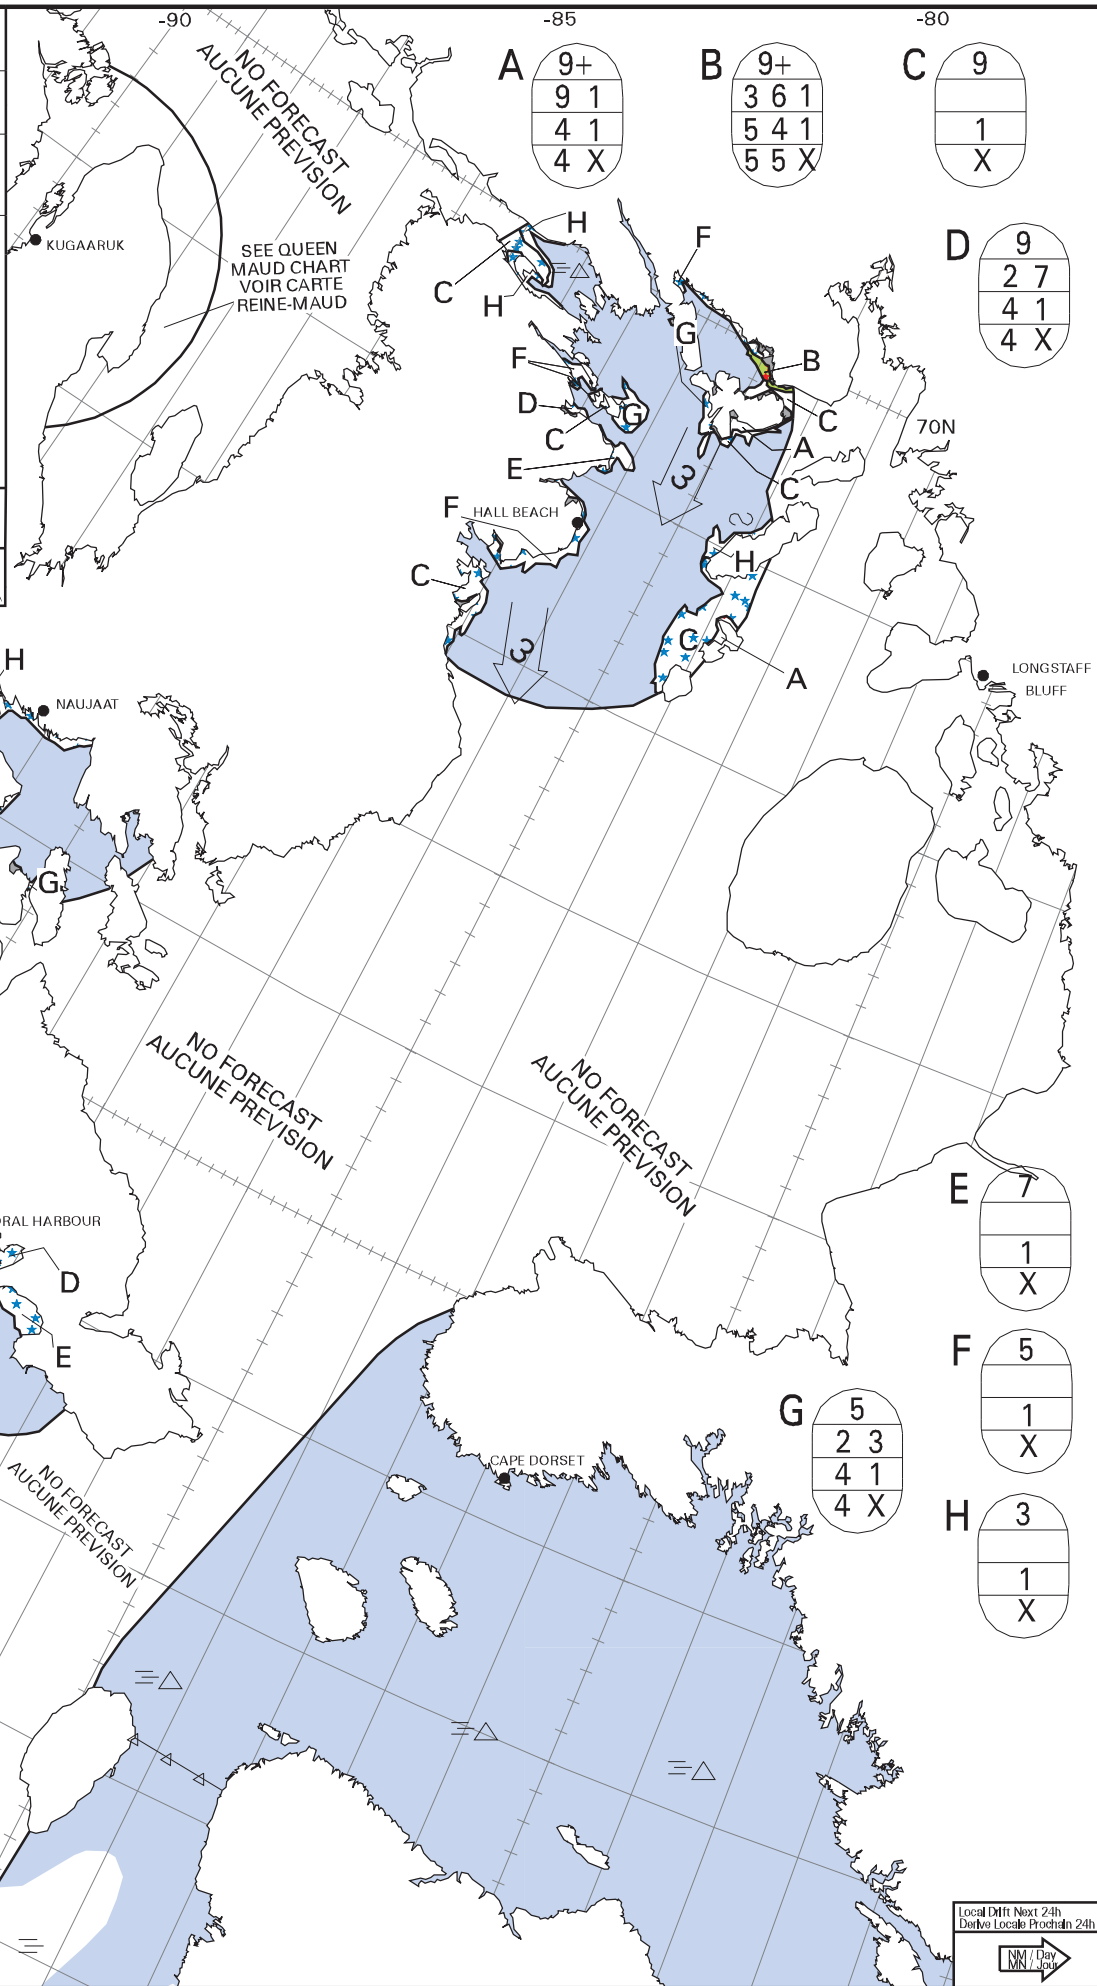 -90
-85
-80
NO FORECAST
AUCUNE PREVISION
A
9+
9 1
4 1
4 X
B
9+
3 6 1
5 4 1
5 5 X
C
9
1
X
D
9
2 7
4 1
4 X
KUGAARUK
SEE QUEEN
MAUD CHART
VOIR CARTE
REINE-MAUD
H
C
H
F
G
F
B
D
G
C
C
A
70N
E
C
3
F
HALL BEACH
2
C
H
3
C
A
LONGSTAFF
BLUFF
H
NAUJAAT
G
NO FORECAST
AUCUNE PREVISION
NO FORECAST
AUCUNE PREVISION
E
7
1
X
RAL HARBOUR
D
E
F
5
1
X
G
5
2 3
4 1
4 X
CAPE DORSET
NO FORECAST
AUCUNE PREVISION
H
3
1
X
Local Drift Next 24h
Derive Locale Prochain 24h
NM / Day
MN / Jour